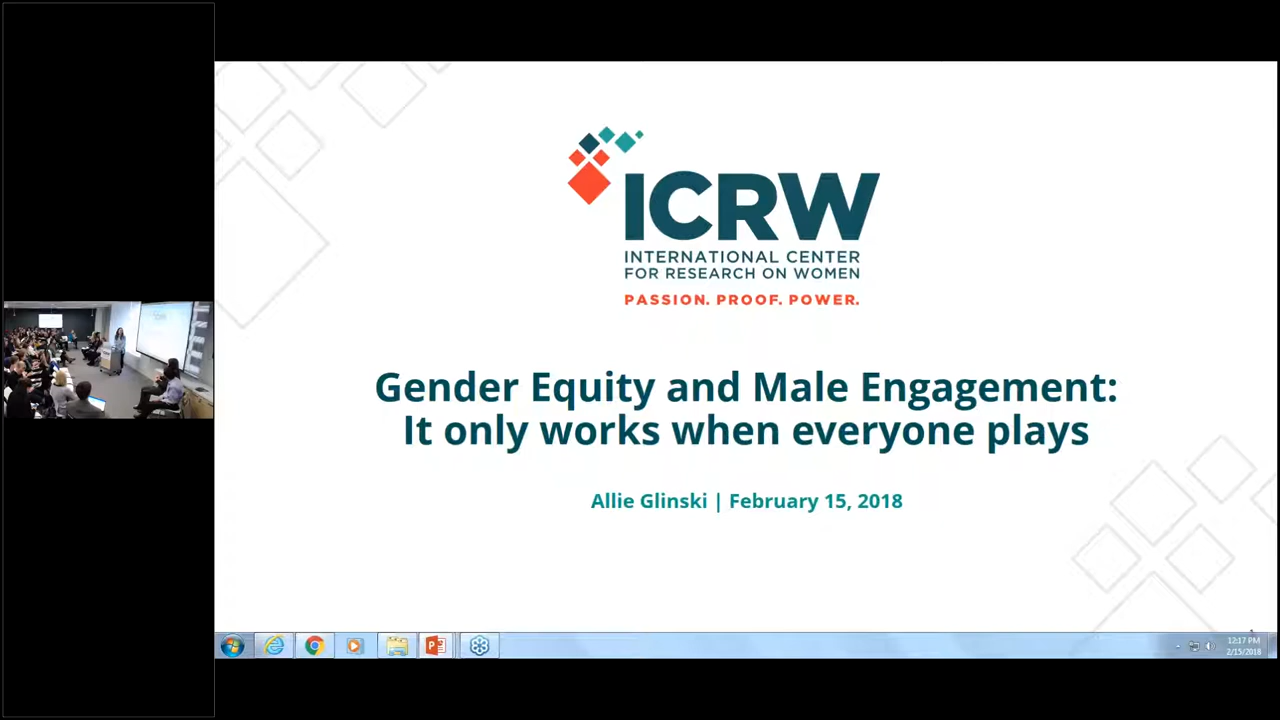 ICRW
INTERNATIONAL CENTER
FOR RESEARCH ON WOMEN
PASSION. PROOF. POWER.
Gender Equity and Male Engagement:
It only works when everyone plays
Allie Glinski | February 15, 2018
12:17 PM
2/15/2018